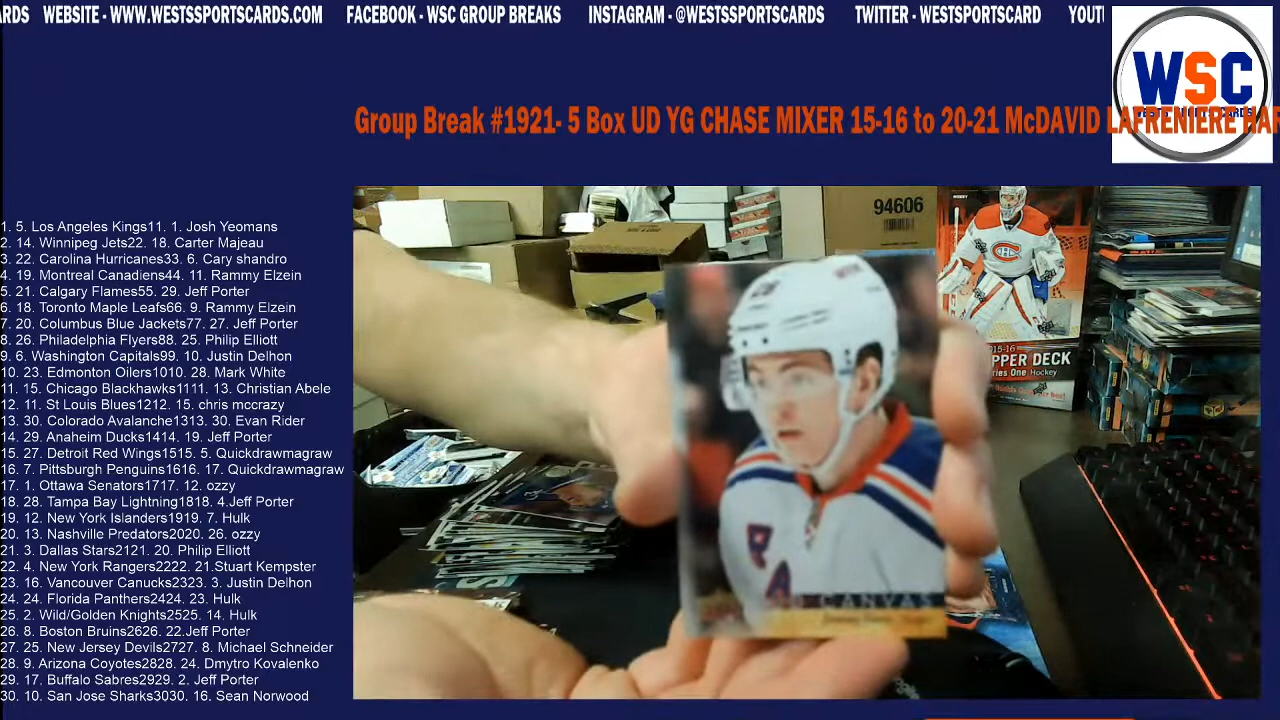 ARDS WEBSITE - WWW.WESTSSPORTSCARDS.COM FACEBOOK - WSC GROUP BREAKS INSTAGRAM - @WESTSSPORTSCARDS TWITTER - WESTSPORTSCARD YOUTU
WSC
Group Break #1921- 5 Box UD YG CHASE MIXER 15-16 to 20-21 McDAVID LAFRENIERE HAR
94606
15-16
PPER DECK
ries One Hockey
CANVAS
1. 5. Los Angeles Kings11. 1. Josh Yeomans
2. 14. Winnipeg Jets22. 18. Carter Majeau
3. 22. Carolina Hurricanes33. 6. Cary shandro
4. 19. Montreal Canadiens44. 11. Rammy Elzein
5. 21. Calgary Flames55. 29. Jeff Porter
6. 18. Toronto Maple Leafs66. 9. Rammy Elzein
7. 20. Columbus Blue Jackets77. 27. Jeff Porter
8. 26. Philadelphia Flyers88. 25. Philip Elliott
9. 6. Washington Capitals99. 10. Justin Delhon
10. 23. Edmonton Oilers1010. 28. Mark White
11. 15. Chicago Blackhawks1111. 13. Christian Abele
12. 11. St Louis Blues1212. 15. chris mccrazy
13. 30. Colorado Avalanche1313. 30. Evan Rider
14. 29. Anaheim Ducks1414. 19. Jeff Porter
15. 27. Detroit Red Wings1515. 5. Quickdrawmagraw
16. 7. Pittsburgh Penguins1616. 17. Quickdrawmagraw
17. 1. Ottawa Senators1717. 12. ozzy
18. 28. Tampa Bay Lightning1818. 4.Jeff Porter
19. 12. New York Islanders1919. 7. Hulk
20. 13. Nashville Predators2020. 26. ozzy
21. 3. Dallas Stars2121. 20. Philip Elliott
22. 4. New York Rangers2222. 21.Stuart Kempster
23. 16. Vancouver Canucks2323. 3. Justin Delhon
24. 24. Florida Panthers2424. 23. Hulk
25. 2. Wild/Golden Knights2525. 14. Hulk
26. 8. Boston Bruins2626. 22.Jeff Porter
27. 25. New Jersey Devils2727. 8. Michael Schneider
28. 9. Arizona Coyotes2828. 24. Dmytro Kovalenko
29. 17. Buffalo Sabres2929. 2. Jeff Porter
30. 10. San Jose Sharks3030. 16. Sean Norwood